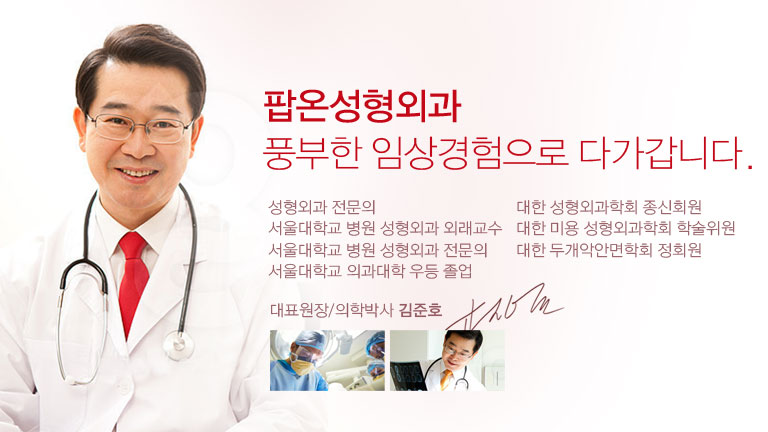 팝온성형외과
풍부한 임상경험으로 다가갑니다.
성형외과 전문의
서울대학교 병원 성형외과 외래교수
서울대학교 병원 성형외과 전문의
서울대학교 의과대학 우등 졸업
대한 성형외과학회 종신회원
대한 미용 성형외과학회 학술위원
대한 두개악안면학회 정회원
대표원장/의학박사 김준호